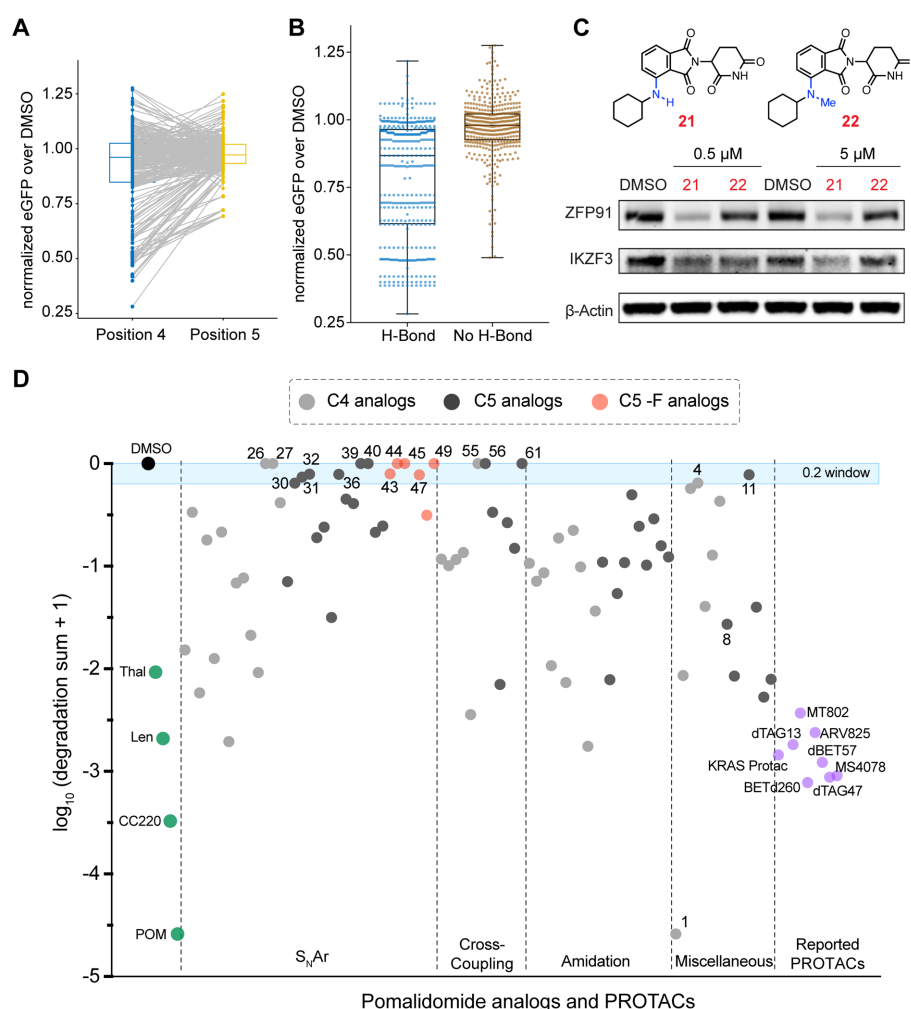 A
norrmalized eGFP over DMSO
1.25
1.00
0.75
0.50
0.25
Position 4
Position 5
B
norrmalized eGFP over DMSO
1.25
1.00
0.75
0.50
0.25
H-Bond
No H-Bond
C
O
N
O
O
NH
O
N
H
21
O
N
O
O
NH
O
N
Me
22
0.5 µM
5 µM
DMSO 21 22 DMSO 21 22
ZFP91
IKZF3
β-Actin
D
C4 analogs
C5 analogs
C5 -F analogs
log10 (degradation sum + 1)
0
-1
-2
-3
-4
-5
DMSO
26
27
32
39
40
44
45
49
55
56
61
30
31
36
43
47
4
11
0.2 window
8
Thal
Len
CC220
POM
1
MT802
dTAG13
ARV825
dBET57
KRAS Protac
MS4078
BETd260
dTAG47
SNAr
Cross-
Coupling
Amidation
Miscellaneous
Reported
PROTACs
Pomalidomide analogs and PROTACs